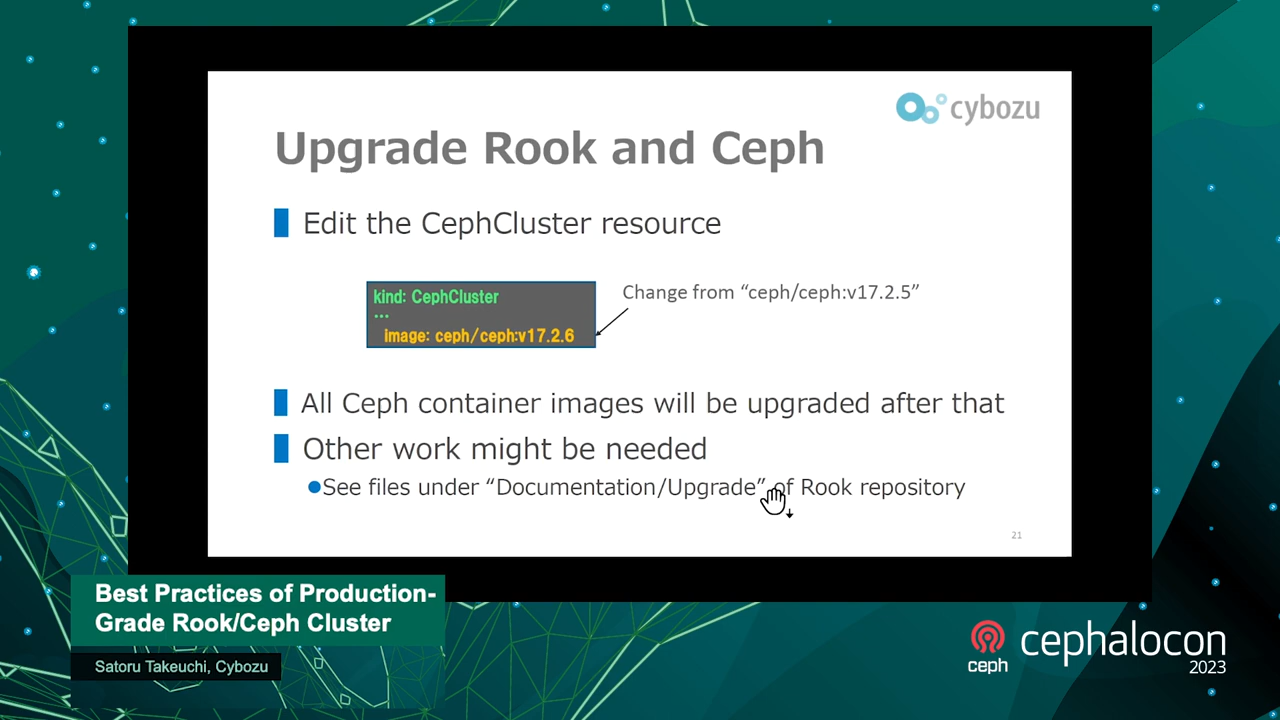 cybozu
Upgrade Rook and Ceph
Edit the CephCluster resource
kind: CephCluster
...
image: ceph/ceph:v17.2.6
Change from “ceph/ceph:v17.2.5”
All Ceph container images will be upgraded after that
Other work might be needed
See files under “Documentation/Upgrade” of Rook repository
21
Best Practices of Production-
Grade Rook/Ceph Cluster
Satoru Takeuchi, Cybozu
ceph
cephalocon
2023